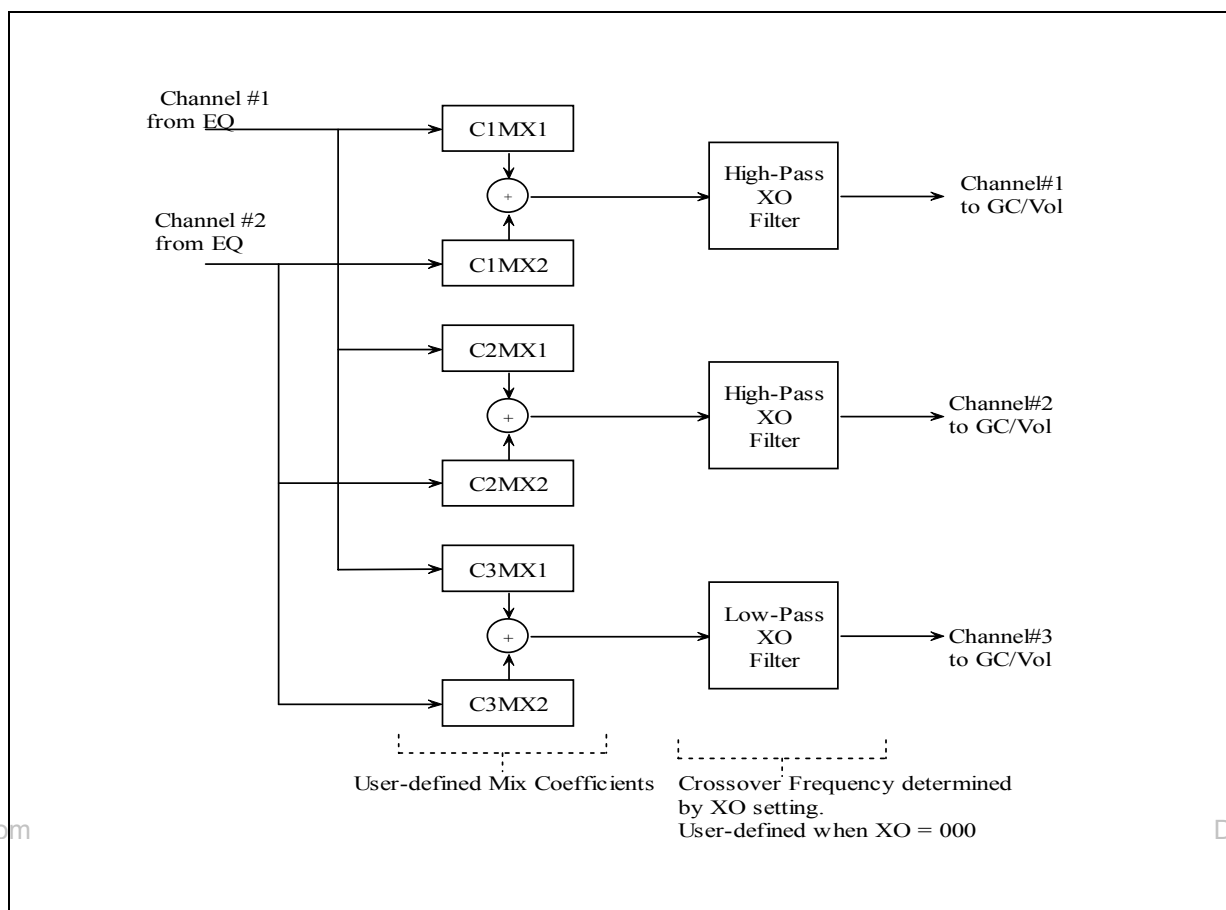 Channel #1
from EQ
C1MX1
+
High-Pass
XO
Filter
Channel#1
to GC/Vol
Channel #2
from EQ
C1MX2
C2MX1
+
High-Pass
XO
Filter
Channel#2
to GC/Vol
C2MX2
C3MX1
+
Low-Pass
XO
Filter
Channel#3
to GC/Vol
C3MX2
User-defined Mix Coefficients
Crossover Frequency determined
by XO setting.
User-defined when XO = 000
om
D